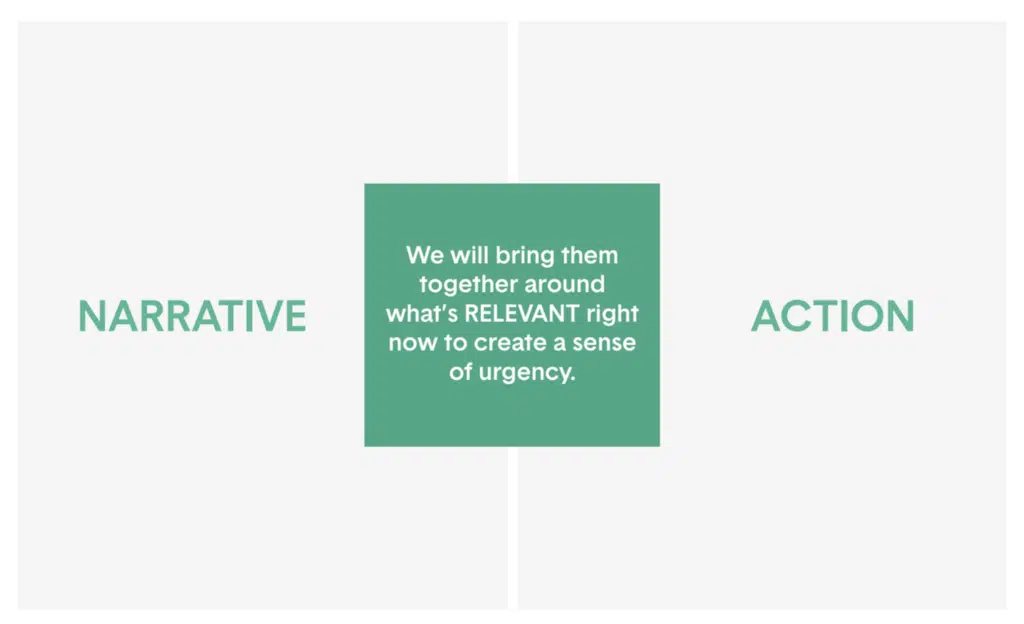 NARRATIVE
We will bring them
together around
what's RELEVANT right
now to create a sense
of urgency.
ACTION